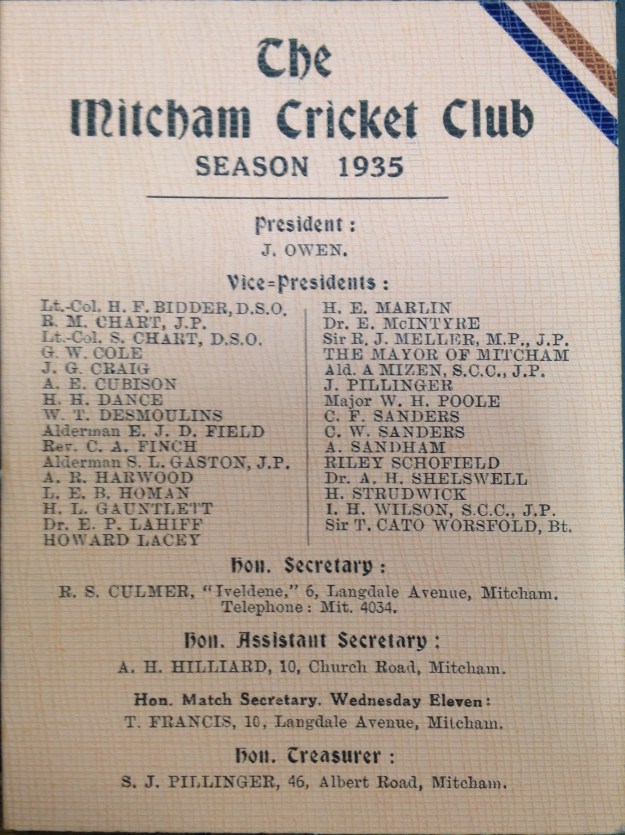 The
Mitcham Cricket Club
SEASON 1935
President:
J. OWEN.
Vice=Presidents:
Lt.-Col. H. F. BIDDER, D.S.O.
R. M. CHART, J.P.
Lt.-Col. S. CHART, D.S.O.
G. W. COLE
J. G. CRAIG
A. E. CUBISON
H. H. DANCE
W. T. DESMOULINS
Alderman E. J. D. FIELD
Rev. C. A. FINCH
Alderman S. L. GASTON, J.P.
A. R. HARWOOD
L. E. B. HOMAN
H. L. GAUNTLETT
Dr. E. P. LAHIFF
HOWARD LACEY
H. E. MARLIN
Dr. E. McINTYRE
Sir R. J. MELLER, M.P., J.P.
THE MAYOR OF MITCHAM
Ald. A MIZEN, S.C.C., J.P.
J. PILLINGER
Major W. H. POOLE
C. F. SANDERS
C. W. SANDERS
A. SANDHAM
RILEY SCHOFIELD
Dr. A. H. SHELSWELL
H. STRUDWICK
I. H. WILSON, S.C.C., J.P.
Sir T. CATO WORSFOLD, Bt.
Hon. Secretary:
R. S. CULMER, "Iveldene," 6, Langdale Avenue, Mitcham.
Telephone: Mit. 4034.
Hon. Assistant Secretary:
A. H. HILLIARD, 10, Church Road, Mitcham.
Hon. Match Secretary. Wednesday Eleven:
T. FRANCIS, 10, Langdale Avenue, Mitcham.
Hon. Treasurer:
S. J. PILLINGER, 46, Albert Road, Mitcham.